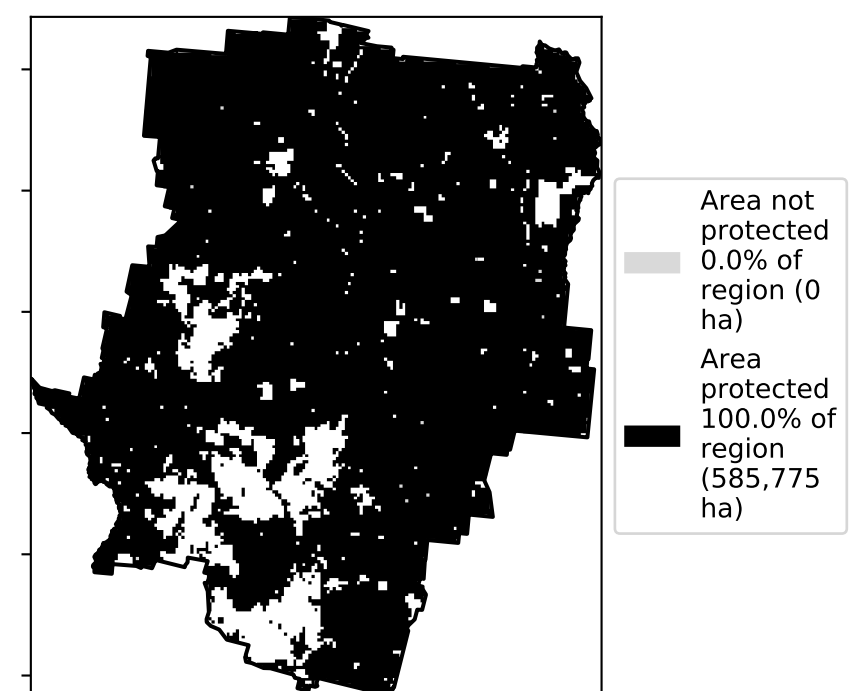 Area not
protected
0.0% of
region (0
ha)
Area
protected
100.0% of
region
(585,775
ha)